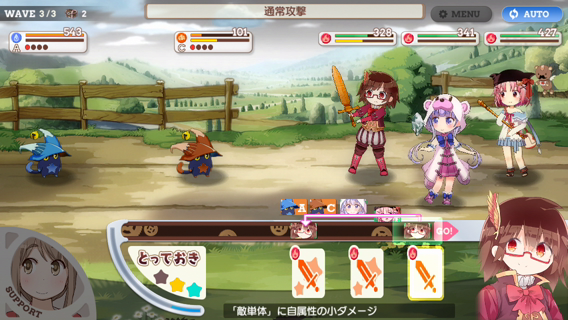 WAVE 3/3 2
通常攻撃
MENU
AUTO
543
A
101
C
328
341
427
A C
GO!
とっておき
SUPPORT
「敵単体」に自属性の小ダメージ